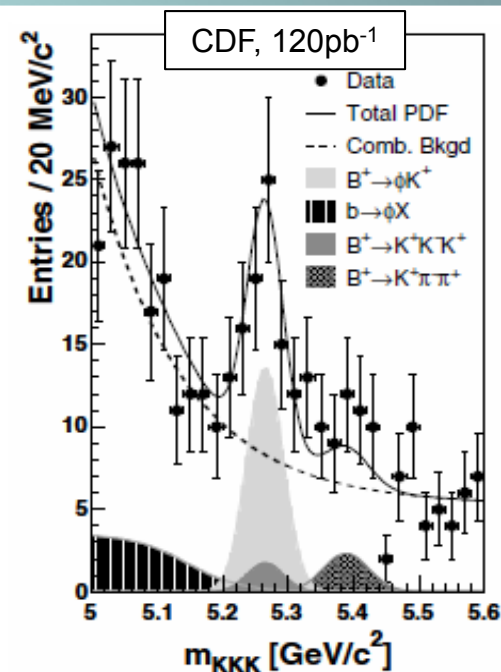 CDF, 120pb-1
Entries / 20 MeV/c²
30
25
20
15
10
5
0
Data
Total PDF
Comb. Bkgd
B⁺→φK⁺
b→φX
B⁺→K⁺K⁻K⁺
B⁺→K⁺π⁻π⁺
5 5.1 5.2 5.3 5.4 5.5 5.6
mKKK [GeV/c²]